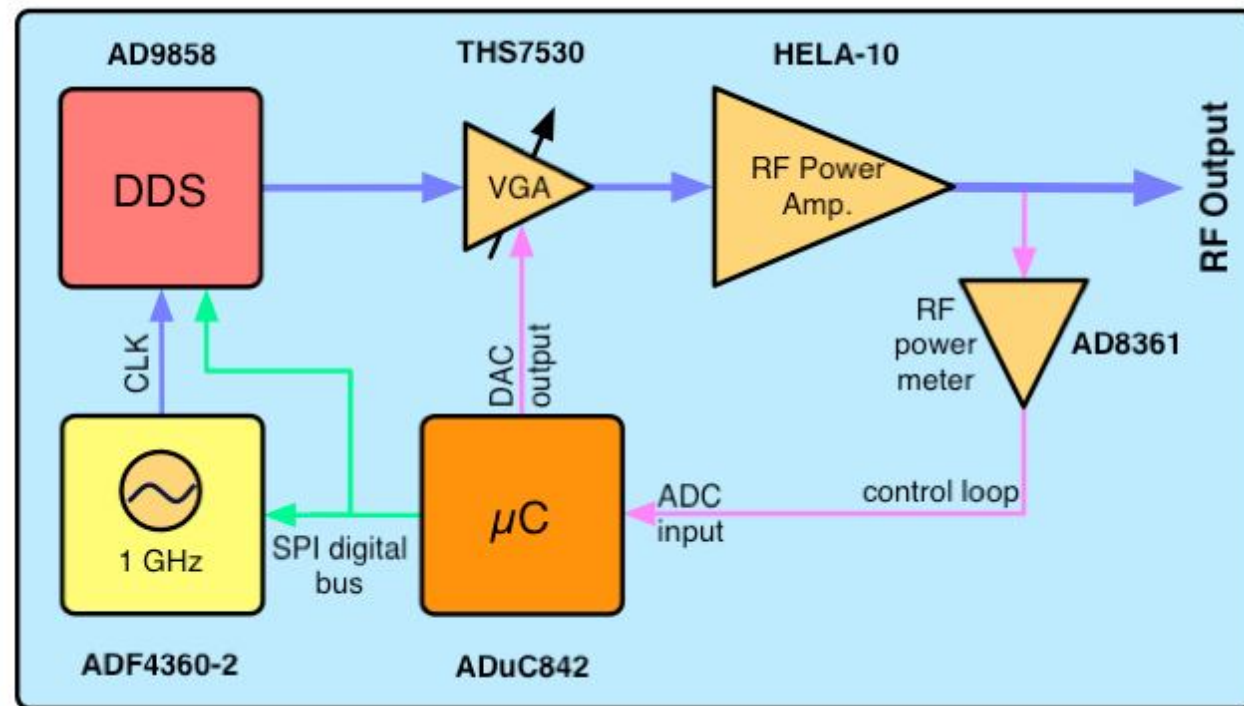 AD9858
THS7530
HELA-10
DDS
VGA
RF Power
Amp.
RF Output
CLK
DAC
output
RF
power
meter
AD8361
1 GHz
SPI digital
bus
µC
ADC
input
control loop
ADF4360-2
ADuC842